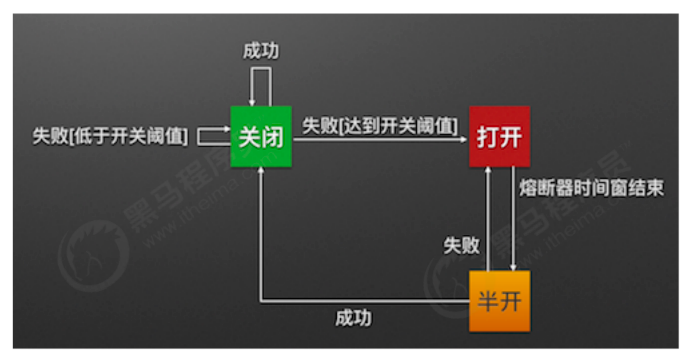 成功
失败[低于开关阈值]
关闭
失败[达到开关阈值]
打开
熔断器时间窗结束
失败
半开
成功
黑马程序员
www.itheima.com
黑马程序员
www.itheima.com